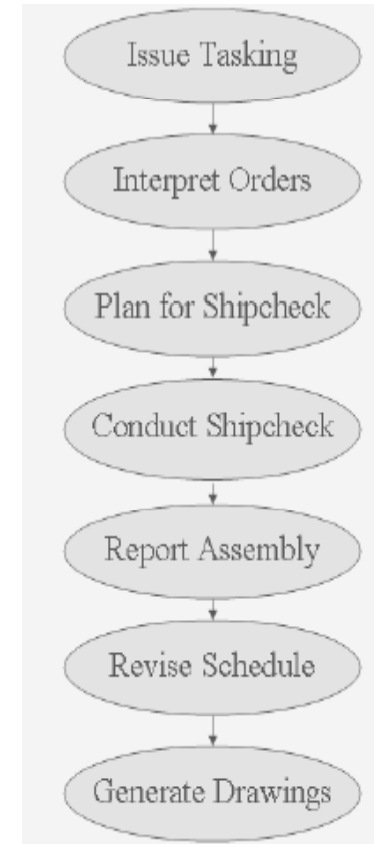 Issue Tasking
Interpret Orders
Plan for Shipcheck
Conduct Shipcheck
Report Assembly
Revise Schedule
Generate Drawings